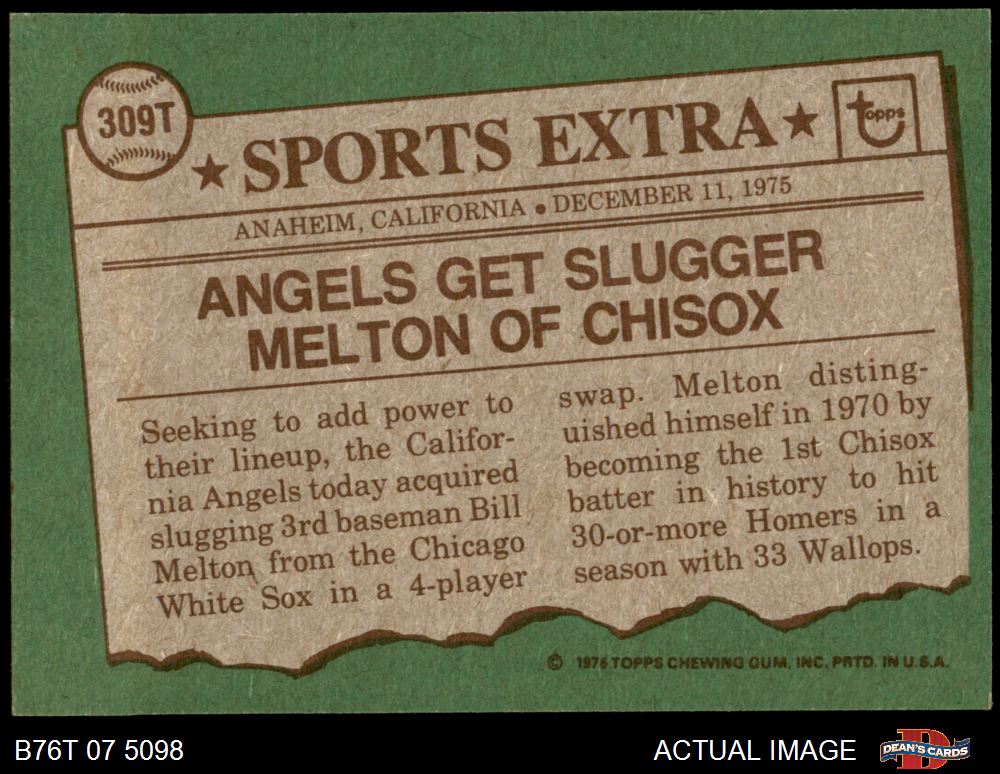 309T
★ SPORTS EXTRA ★
topps
ANAHEIM, CALIFORNIA • DECEMBER 11, 1975
ANGELS GET SLUGGER
MELTON OF CHISOX
Seeking to add power to
their lineup, the Califor-
nia Angels today acquired
slugging 3rd baseman Bill
Melton from the Chicago
White Sox in a 4-player
swap. Melton disting-
uished himself in 1970 by
becoming the 1st Chisox
batter in history to hit
30-or-more Homers in a
season with 33 Wallops.
© 1976 TOPPS CHEWING GUM, INC. PRTD. IN U.S.A.
B76T 07 5098
ACTUAL IMAGE
B
DEAN'S CARDS